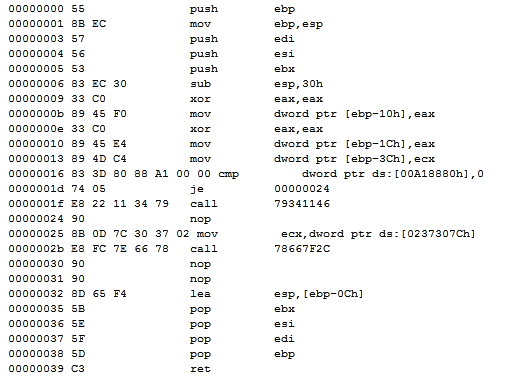 00000000 55 push ebp
00000001 8B EC mov ebp,esp
00000003 57 push edi
00000004 56 push esi
00000005 53 push ebx
00000006 83 EC 30 sub esp,30h
00000009 33 C0 xor eax,eax
0000000b 89 45 F0 mov dword ptr [ebp-10h],eax
0000000e 33 C0 xor eax,eax
00000010 89 45 E4 mov dword ptr [ebp-1Ch],eax
00000013 89 4D C4 mov dword ptr [ebp-3Ch],ecx
00000016 83 3D 80 88 A1 00 00 cmp dword ptr ds:[00A18880h],0
0000001d 74 05 je 00000024
0000001f E8 22 11 34 79 call 79341146
00000024 90 nop
00000025 8B 0D 7C 30 37 02 mov ecx,dword ptr ds:[0237307Ch]
0000002b E8 FC 7E 66 78 call 78667F2C
00000030 90 nop
00000031 90 nop
00000032 8D 65 F4 lea esp,[ebp-0Ch]
00000035 5B pop ebx
00000036 5E pop esi
00000037 5F pop edi
00000038 5D pop ebp
00000039 C3 ret